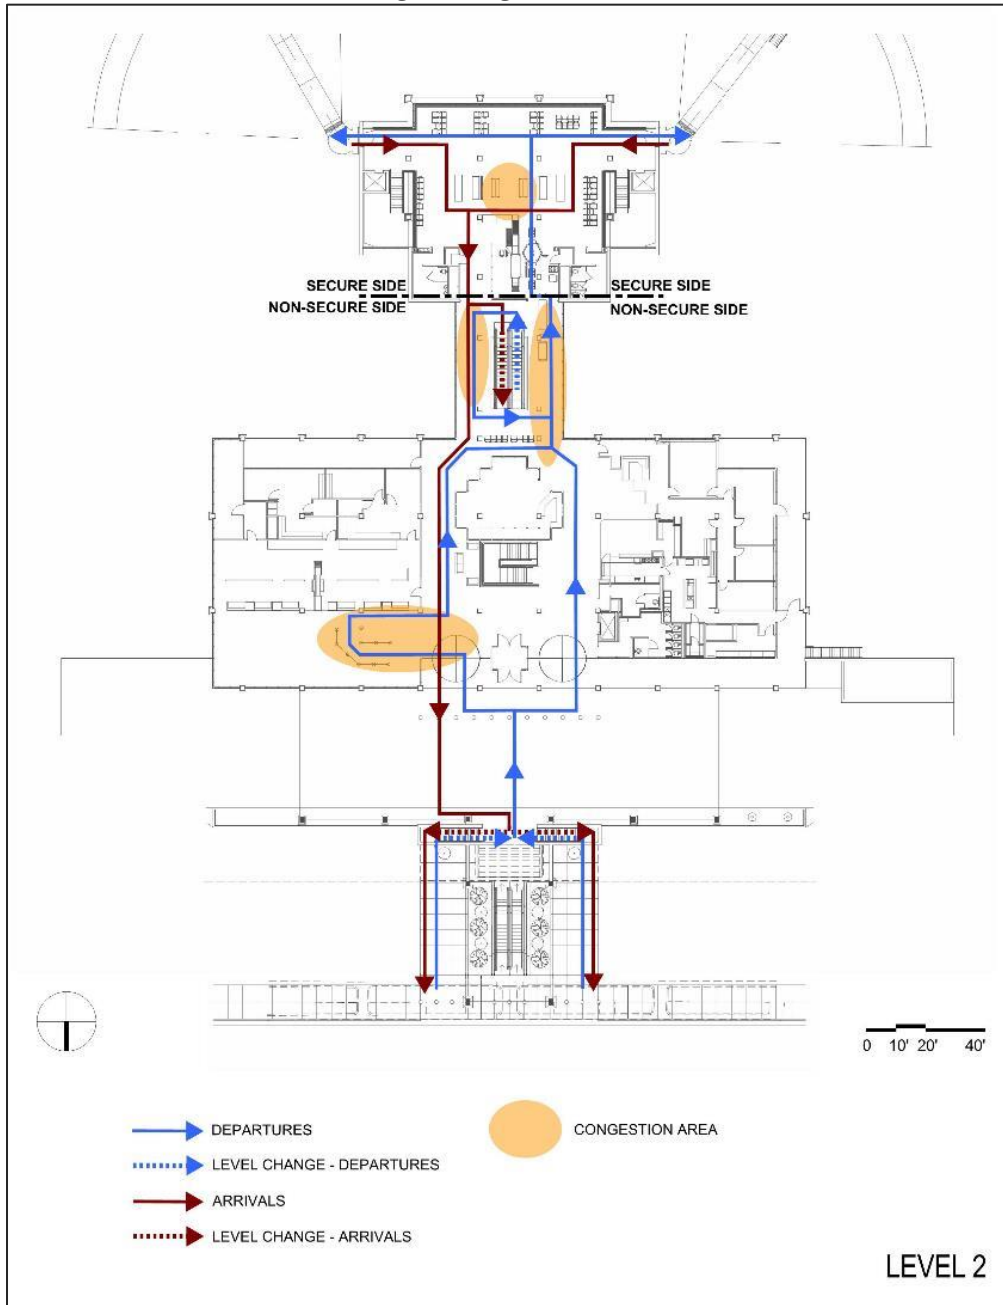 SECURE SIDE
SECURE SIDE
NON-SECURE SIDE
NON-SECURE SIDE
0 10' 20' 40'
DEPARTURES
CONGESTION AREA
LEVEL CHANGE - DEPARTURES
ARRIVALS
LEVEL CHANGE - ARRIVALS
LEVEL 2